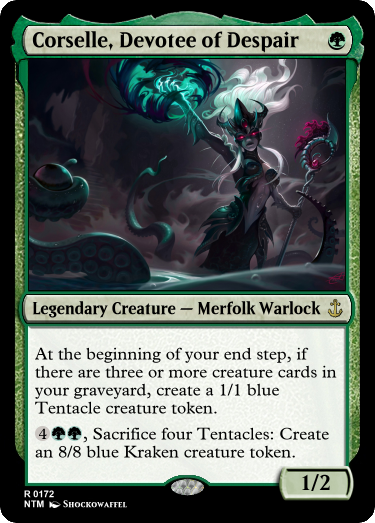 Corselle, Devotee of Despair
Legendary Creature — Merfolk Warlock
At the beginning of your end step, if
there are three or more creature cards in
your graveyard, create a 1/1 blue
Tentacle creature token.
4, Sacrifice four Tentacles: Create
an 8/8 blue Kraken creature token.
1/2
R 0172
NTM Shockowaffel